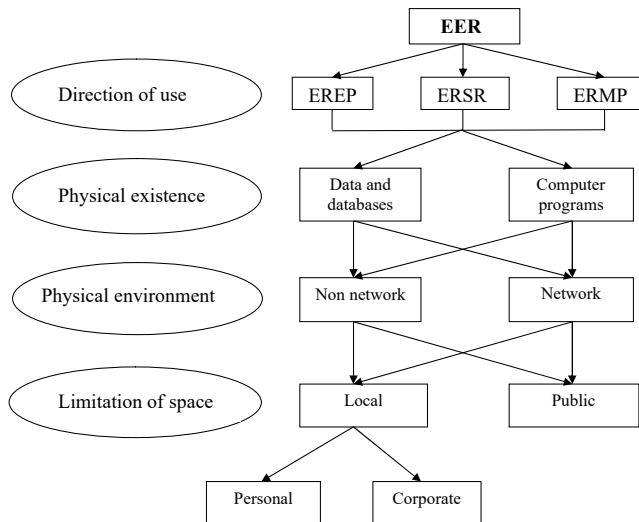 EER
Direction of use
EREP
ERSR
ERMP
Physical existence
Data and
databases
Computer
programs
Physical environment
Non network
Network
Limitation of space
Local
Public
Personal
Corporate